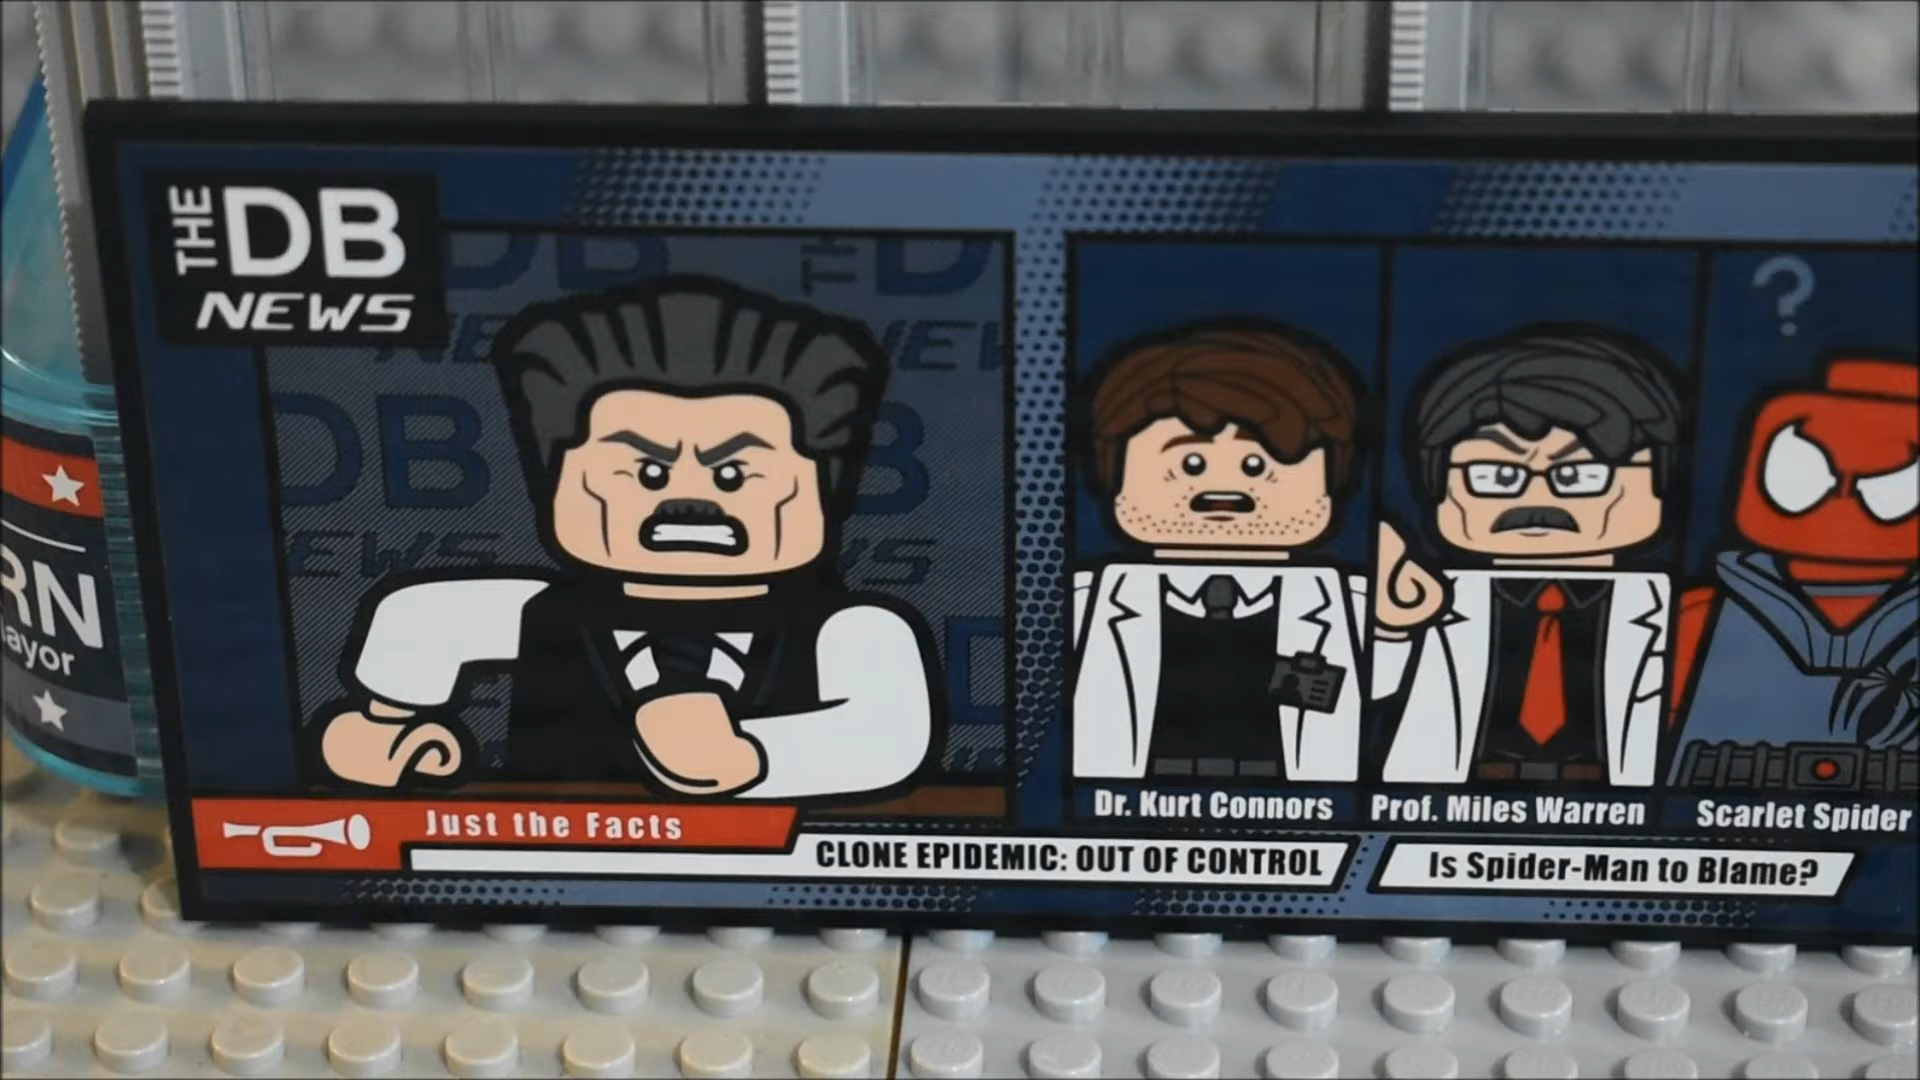 THE DB
NEWS
?
RN
ayor
Dr. Kurt Connors
Prof. Miles Warren
Scarlet Spider
Just the Facts
CLONE EPIDEMIC: OUT OF CONTROL
Is Spider-Man to Blame?